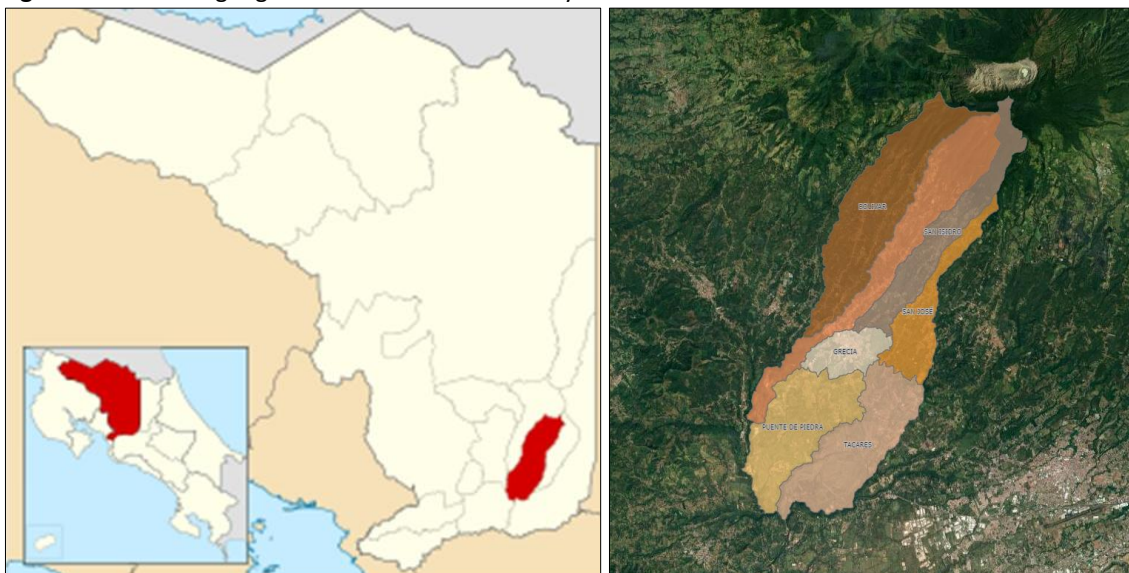 BOLIVAR
SAN ISIDRO
SAN JOSE
GRECIA
PUENTE DE PIEDRA
TACARES